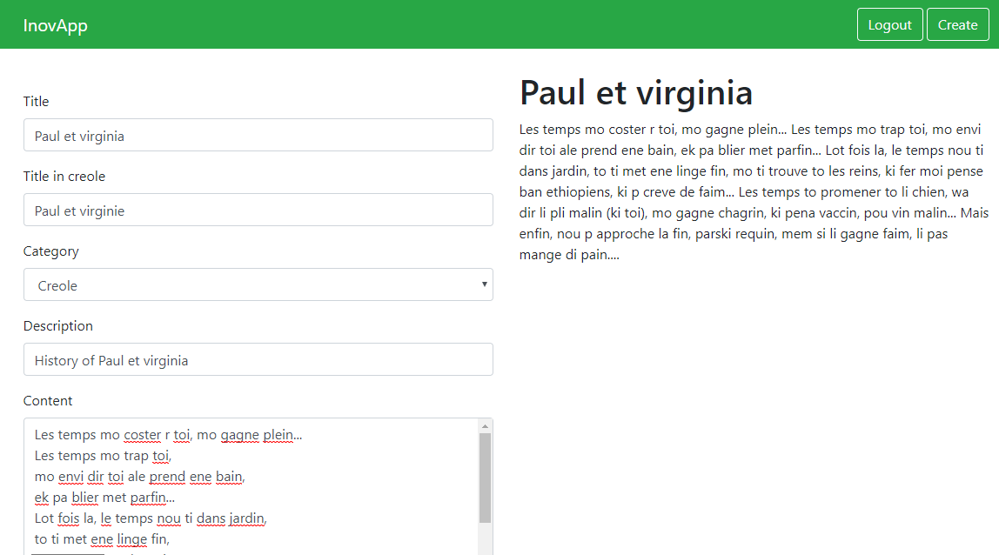 InovApp
Logout
Create
Title
Paul et virginia
Title in creole
Paul et virginie
Category
Creole
Description
History of Paul et virginia
Content
Les temps mo coster r toi, mo gagne plein...
Les temps mo trap toi,
mo envi dir toi ale prend ene bain,
ek pa blier met parfin...
Lot fois la, le temps nou ti dans jardin,
to ti met ene linge fin,
Paul et virginia
Les temps mo coster r toi, mo gagne plein... Les temps mo trap toi, mo envi
dir toi ale prend ene bain, ek pa blier met parfin... Lot fois la, le temps nou ti
dans jardin, to ti met ene linge fin, mo ti trouve to les reins, ki fer moi pense
ban ethiopiens, ki p creve de faim... Les temps to promener to li chien, wa
dir li pli malin (ki toi), mo gagne chagrin, ki pena vaccin, pou vin malin... Mais
enfin, nou p approche la fin, parski requin, mem si li gagne faim, li pas
mange di pain....